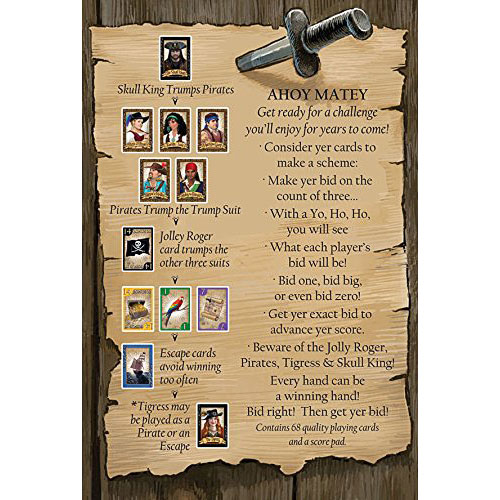 Skull King Trumps Pirates
Pirates Trump the Trump Suit
Jolley Roger
card trumps the
other three suits
Escape cards
avoid winning
too often
*Tigress may
be played as a
Pirate or an
Escape
AHOY MATEY
Get ready for a challenge
you'll enjoy for years to come!
· Consider yer cards to
make a scheme:
· Make yer bid on the
count of three...
· With a Yo, Ho, Ho,
you will see
· What each player's
bid will be!
· Bid one, bid big,
or even bid zero!
· Get yer exact bid to
advance yer score.
· Beware of the Jolly Roger,
Pirates, Tigress & Skull King!
Every hand can be
a winning hand!
Bid right! Then get yer bid!
Contains 68 quality playing cards
and a score pad.